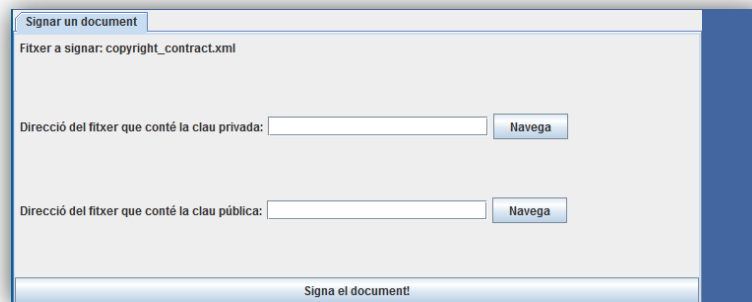 Signar un document
Fitxer a signar: copyright_contract.xml
Direcció del fitxer que conté la clau privada: Navega
Direcció del fitxer que conté la clau pública: Navega
Signa el document!